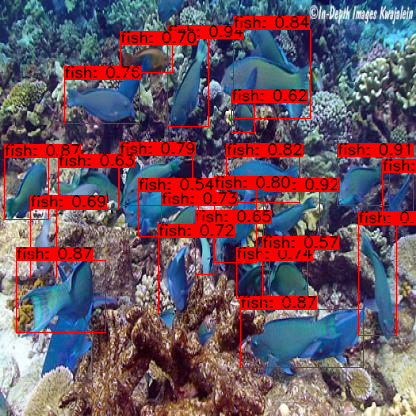 ©In-Depth Images Kwajalein
fish: 0.84
fish: 0.94
fish: 0.70
fish: 0.76
fish: 0.62
fish: 0.87
fish: 0.79
fish: 0.82
fish: 0.91
fish: 0.63
fish:
fish: 0.54
fish: 0.80
0.92
fish: 0.69
fish: 0.73
fish: 0.65
fish: 0.
fish: 0.72
fish: 0.57
fish: 0.87
fish: 0.74
fish: 0.87